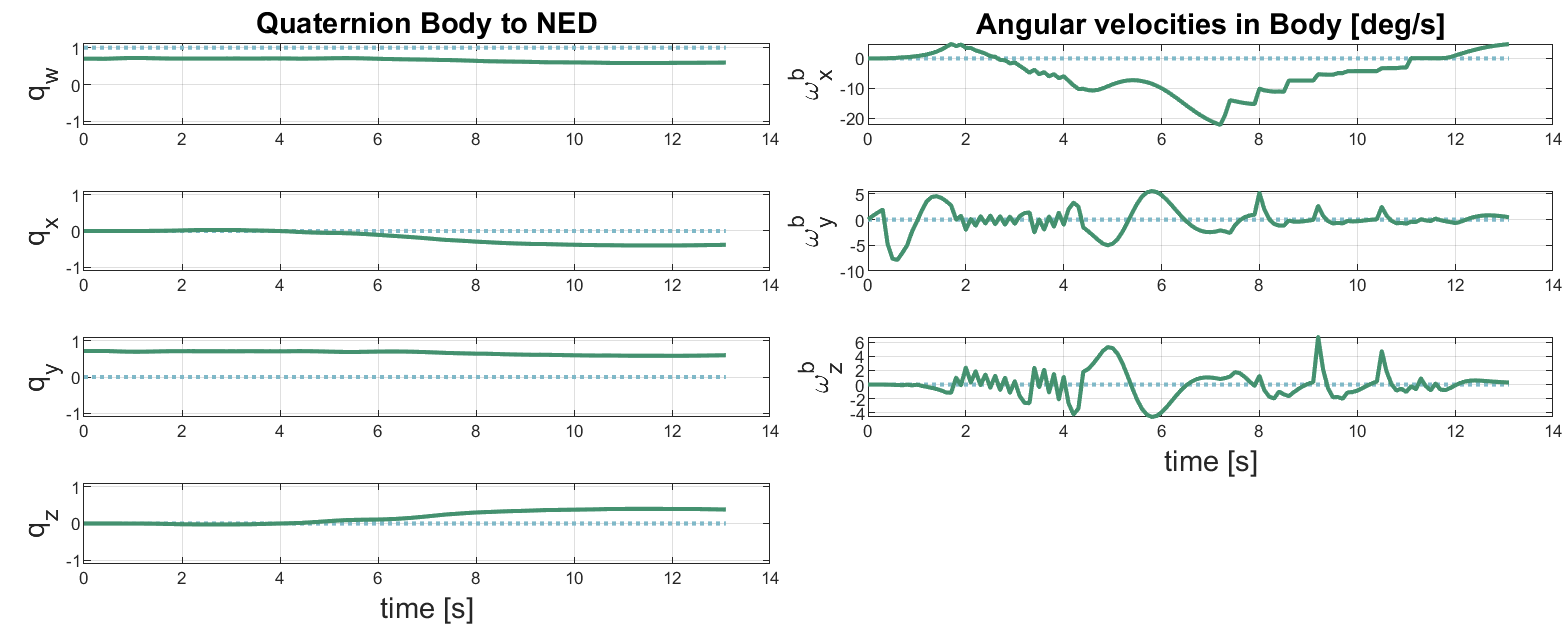 Quaternion Body to NED
1
0
-1
q_w
0 2 4 6 8 10 12 14
1
0
-1
q_x
0 2 4 6 8 10 12 14
1
0
-1
q_y
0 2 4 6 8 10 12 14
1
0
-1
q_z
0 2 4 6 8 10 12 14
time [s]
Angular velocities in Body [deg/s]
0
-10
-20
ω_x^b
0 2 4 6 8 10 12 14
5
0
-5
-10
ω_y^b
0 2 4 6 8 10 12 14
6
4
2
0
-2
-4
ω_z^b
0 2 4 6 8 10 12 14
time [s]